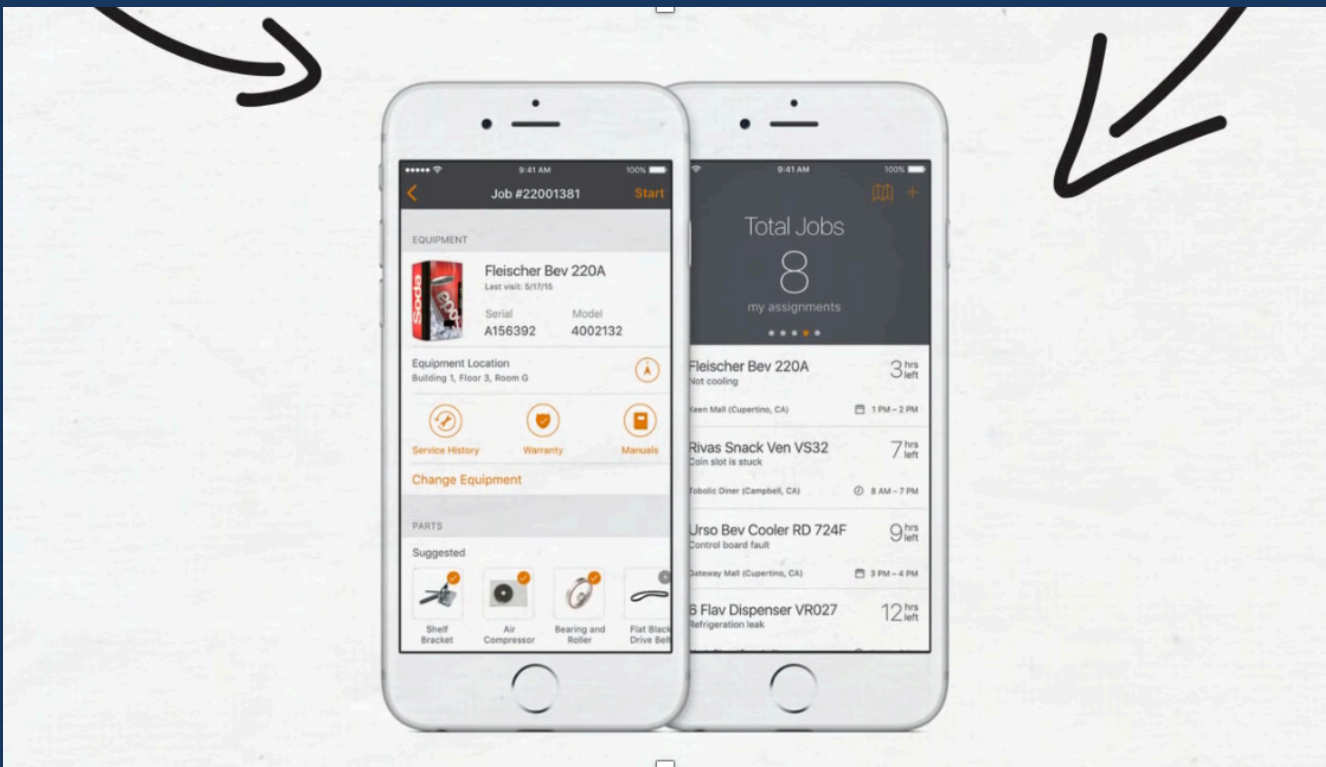 9:41 AM
100%
Job #22001381
Start
EQUIPMENT
Soda
Fleischer Bev 220A
Last visit: 5/17/15
Serial
Model
A156392
4002132
Equipment Location
Building 1, Floor 3, Room G
Service History
Warranty
Manuals
Change Equipment
PARTS
Suggested
Shelf
Bracket
Air
Compressor
Bearing and
Roller
Flat Black
Drive Belt
9:41 AM
100%
Total Jobs
8
my assignments
Fleischer Bev 220A
3 hrs left
Not cooling
Keen Mall (Cupertino, CA)
1 PM – 2 PM
Rivas Snack Ven VS32
7 hrs left
Coin slot is stuck
Tobolic Diner (Campbell, CA)
8 AM – 7 PM
Urso Bev Cooler RD 724F
9 hrs left
Control board fault
Gateway Mall (Cupertino, CA)
3 PM – 4 PM
6 Flav Dispenser VR027
12 hrs left
Refrigeration leak